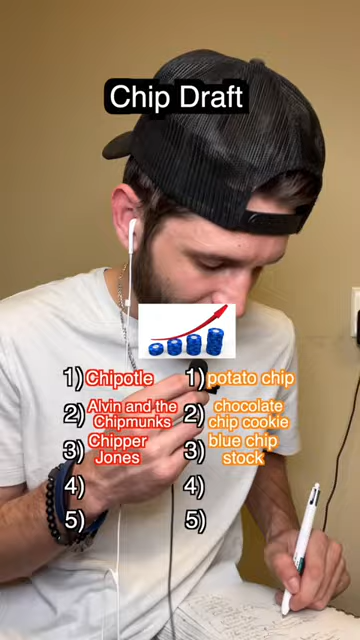 Chip Draft
1) Chipotle
2) Alvin and the
Chipmunks
3) Chipper
Jones
4)
5)
1) potato chip
2) chocolate
chip cookie
3) blue chip
stock
4)
5)